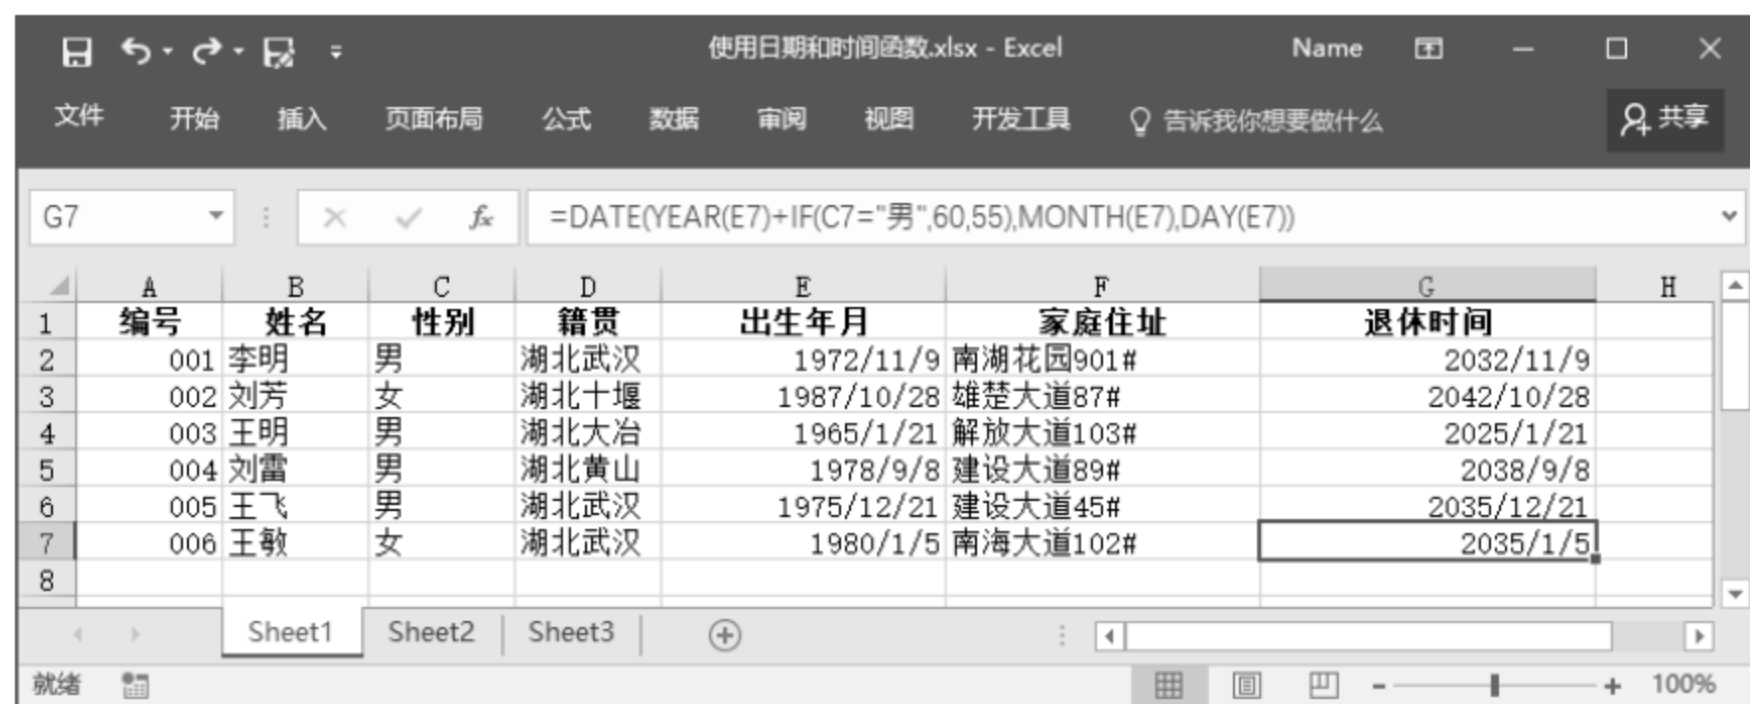 使用日期和时间函数.xlsx - Excel Name
文件 开始 插入 页面布局 公式 数据 审阅 视图 开发工具 告诉我你想要做什么 共享
G7 fx =DATE(YEAR(E7)+IF(C7="男",60,55),MONTH(E7),DAY(E7))
A B C D E F G H
1 编号 姓名 性别 籍贯 出生年月 家庭住址 退休时间
2 001 李明 男 湖北武汉 1972/11/9 南湖花园901# 2032/11/9
3 002 刘芳 女 湖北十堰 1987/10/28 雄楚大道87# 2042/10/28
4 003 王明 男 湖北大冶 1965/1/21 解放大道103# 2025/1/21
5 004 刘雷 男 湖北黄山 1978/9/8 建设大道89# 2038/9/8
6 005 王飞 男 湖北武汉 1975/12/21 建设大道45# 2035/12/21
7 006 王敏 女 湖北武汉 1980/1/5 南海大道102# 2035/1/5
8
Sheet1 Sheet2 Sheet3
就绪 100%